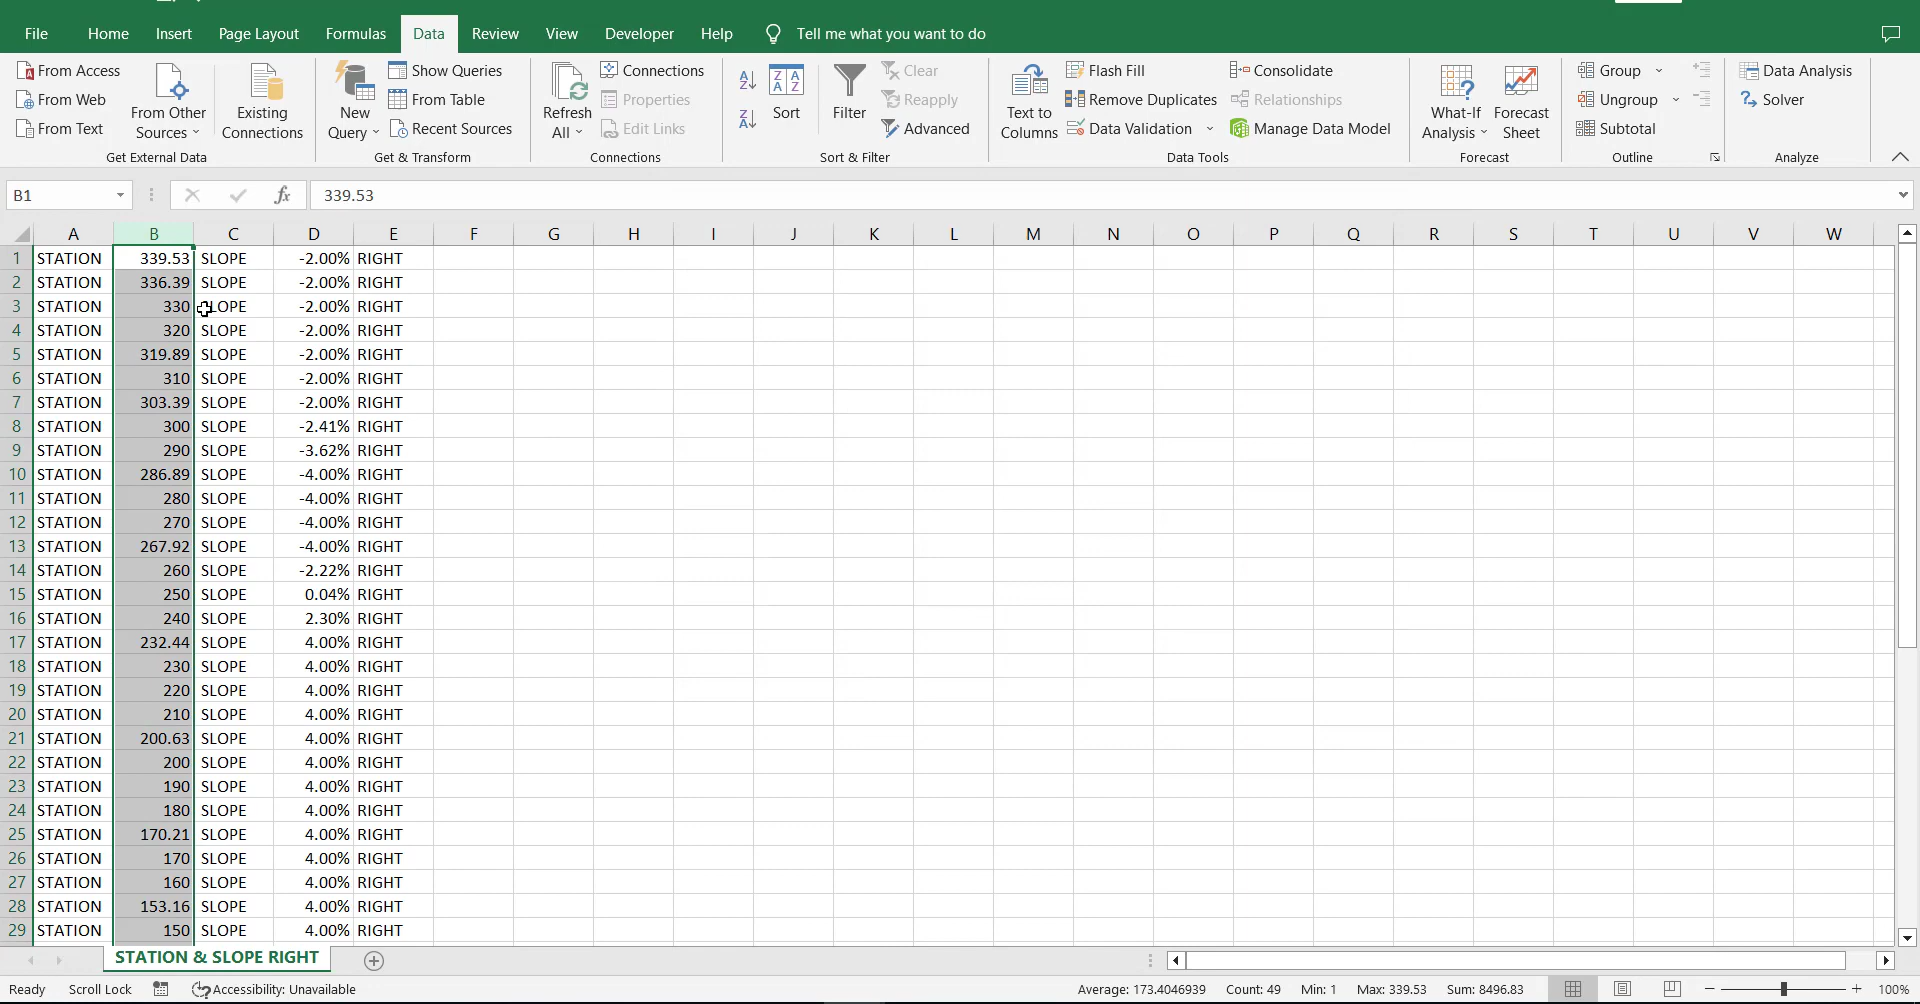 File Home Insert Page Layout Formulas Data Review View Developer Help Tell me what you want to do
From Access
From Web
From Text
From Other Sources
Existing Connections
Get External Data
New Query
Show Queries
From Table
Recent Sources
Get & Transform
Refresh All
Connections
Properties
Edit Links
Connections
Sort
Filter
Clear
Reapply
Advanced
Sort & Filter
Text to Columns
Flash Fill
Remove Duplicates
Data Validation
Consolidate
Relationships
Manage Data Model
Data Tools
What-If Analysis
Forecast Sheet
Forecast
Group
Ungroup
Subtotal
Outline
Data Analysis
Solver
Analyze
B1 fx 339.53
A B C D E F G H I J K L M N O P Q R S T U V W
1 STATION 339.53 SLOPE -2.00% RIGHT
2 STATION 336.39 SLOPE -2.00% RIGHT
3 STATION 330 SLOPE -2.00% RIGHT
4 STATION 320 SLOPE -2.00% RIGHT
5 STATION 319.89 SLOPE -2.00% RIGHT
6 STATION 310 SLOPE -2.00% RIGHT
7 STATION 303.39 SLOPE -2.00% RIGHT
8 STATION 300 SLOPE -2.41% RIGHT
9 STATION 290 SLOPE -3.62% RIGHT
10 STATION 286.89 SLOPE -4.00% RIGHT
11 STATION 280 SLOPE -4.00% RIGHT
12 STATION 270 SLOPE -4.00% RIGHT
13 STATION 267.92 SLOPE -4.00% RIGHT
14 STATION 260 SLOPE -2.22% RIGHT
15 STATION 250 SLOPE 0.04% RIGHT
16 STATION 240 SLOPE 2.30% RIGHT
17 STATION 232.44 SLOPE 4.00% RIGHT
18 STATION 230 SLOPE 4.00% RIGHT
19 STATION 220 SLOPE 4.00% RIGHT
20 STATION 210 SLOPE 4.00% RIGHT
21 STATION 200.63 SLOPE 4.00% RIGHT
22 STATION 200 SLOPE 4.00% RIGHT
23 STATION 190 SLOPE 4.00% RIGHT
24 STATION 180 SLOPE 4.00% RIGHT
25 STATION 170.21 SLOPE 4.00% RIGHT
26 STATION 170 SLOPE 4.00% RIGHT
27 STATION 160 SLOPE 4.00% RIGHT
28 STATION 153.16 SLOPE 4.00% RIGHT
29 STATION 150 SLOPE 4.00% RIGHT
STATION & SLOPE RIGHT
Ready Scroll Lock Accessibility: Unavailable Average: 173.4046939 Count: 49 Min: 1 Max: 339.53 Sum: 8496.83 100%